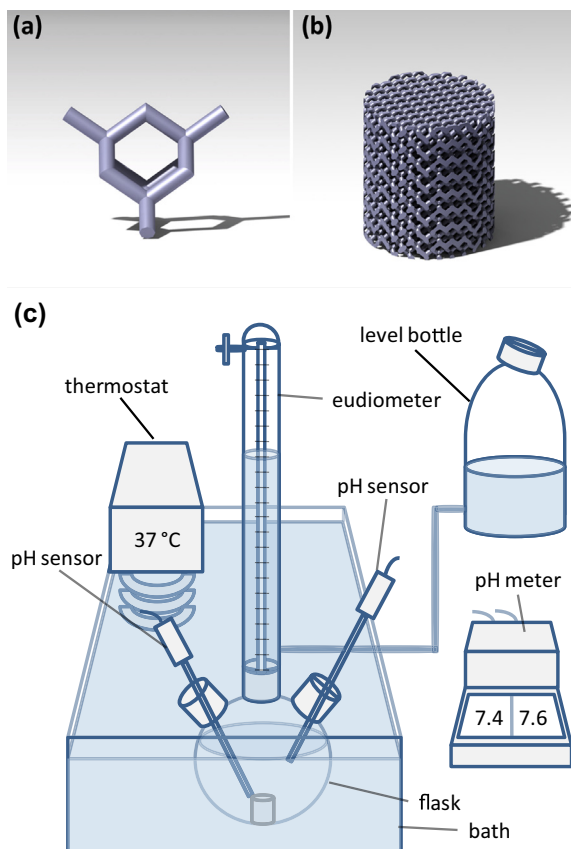 (a)
(b)
(c)
level bottle
thermostat
eudiometer
pH sensor
37 °C
pH sensor
pH meter
7.4 7.6
flask
bath